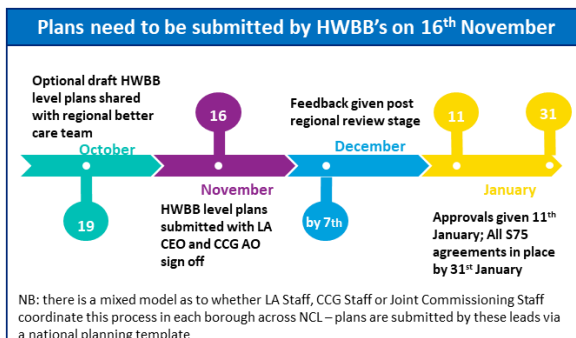 Plans need to be submitted by HWBB's on 16th November
Optional draft HWBB
level plans shared
with regional better
care team
October
19
16
November
HWBB level plans
submitted with LA
CEO and CCG AO
sign off
Feedback given post
regional review stage
December
by 7th
11
31
January
Approvals given 11th
January; All S75
agreements in place
by 31st January
NB: there is a mixed model as to whether LA Staff, CCG Staff or Joint Commissioning Staff
coordinate this process in each borough across NCL – plans are submitted by these leads via
a national planning template